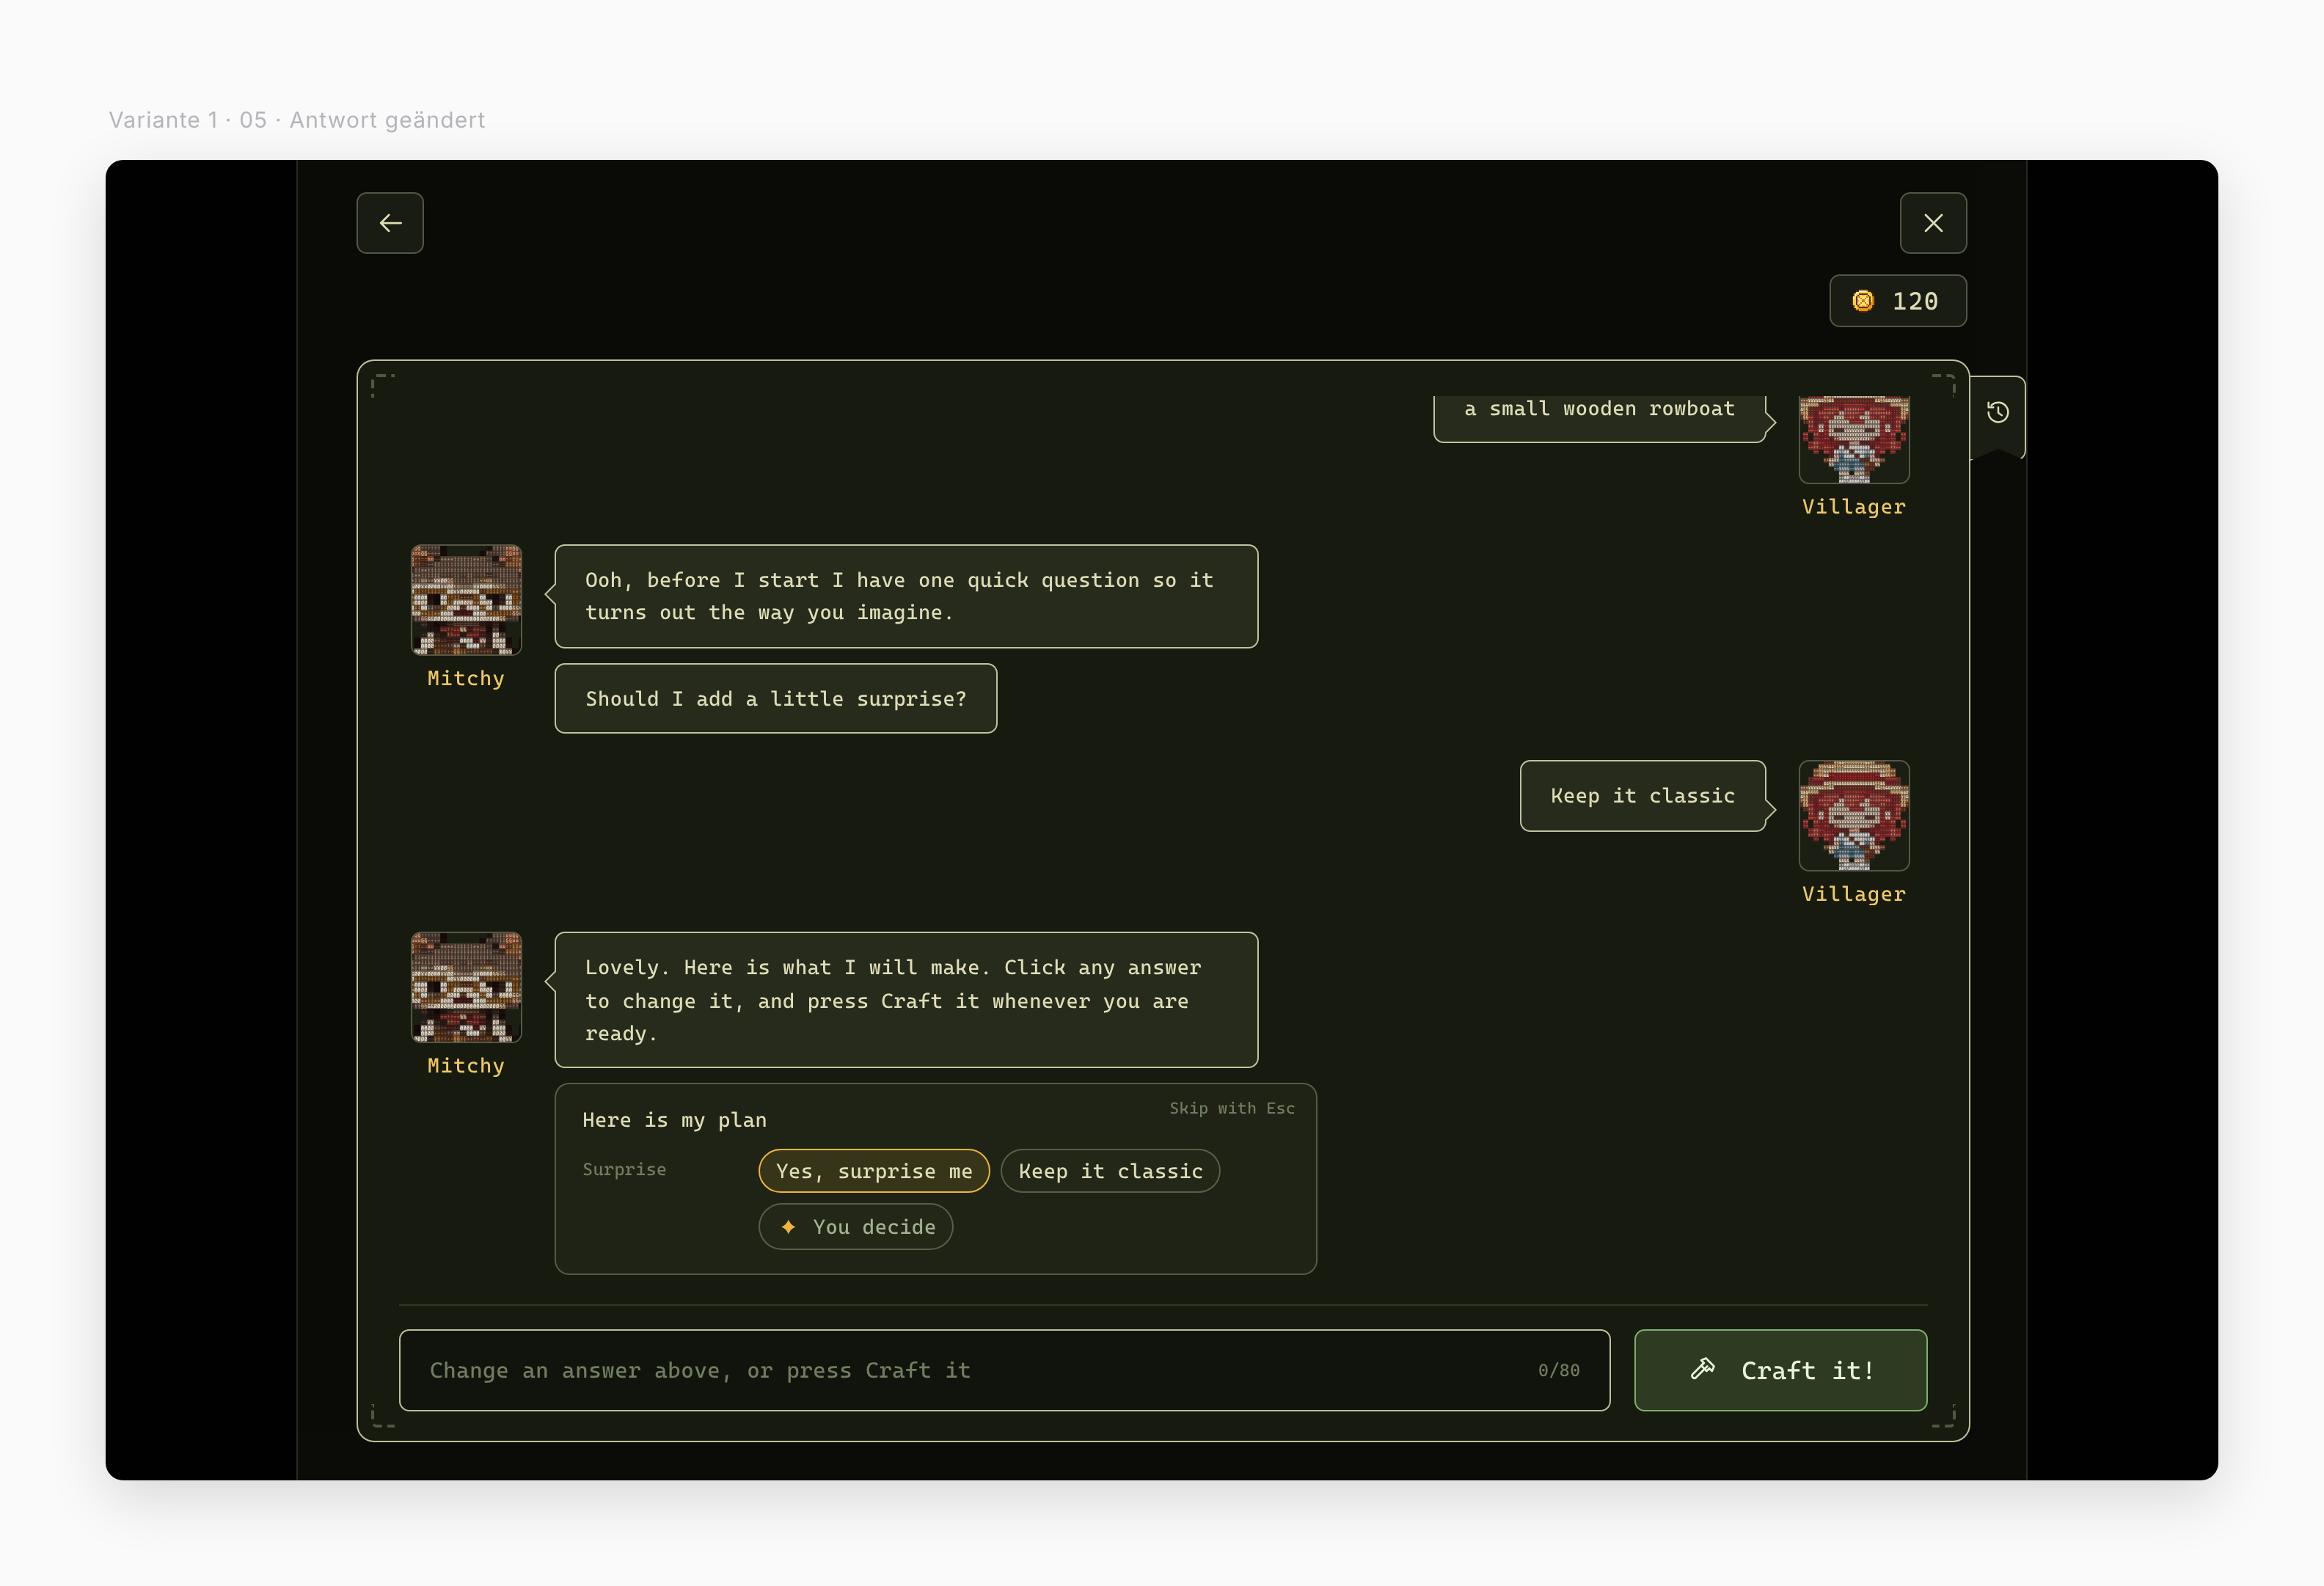 Variante 1 · 05 · Antwort geändert
120
a small wooden rowboat
Villager
Ooh, before I start I have one quick question so it
turns out the way you imagine.
Mitchy
Should I add a little surprise?
Keep it classic
Villager
Lovely. Here is what I will make. Click any answer
to change it, and press Craft it whenever you are
ready.
Mitchy
Here is my plan
Skip with Esc
Surprise
Yes, surprise me
Keep it classic
You decide
Change an answer above, or press Craft it
0/80
Craft it!